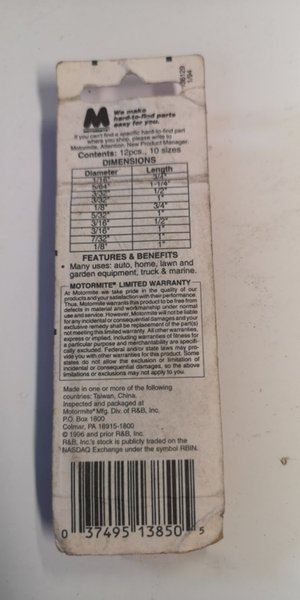 M
MOTORMITE
We make
hard-to-find parts
easy for you.
1/94
If you can't find a specific hard-to-find part
where you shop, please write to
Motormite, Attention: New Product Manager.
Contents: 12pcs., 10 sizes
DIMENSIONS
Diameter Length
1/16" 3/4"
5/64" 1-1/4"
3/32" 1/2"
3/32" 1"
1/8" 3/4"
5/32" 1"
3/16" 1/2"
3/16" 1"
7/32" 1"
1/8" 1"
FEATURES & BENEFITS
• Many uses: auto, home, lawn and
garden equipment, truck & marine.
MOTORMITE® LIMITED WARRANTY
At Motormite we take pride in the quality of our
products and your satisfaction with their performance.
Thus, Motormite warrants this product to be free from
defects in material and workmanship under normal
use and service. However, Motormite will not be liable
for any incidental or consequential damages and your
exclusive remedy shall be replacement of the part(s)
not meeting this limited warranty. All other warranties,
express or implied, including warranties of fitness for
a particular purpose and merchantability are specifi-
cally excluded. Federal and/or state laws may pro-
vide you with other warranties for this product. Some
states do not allow the exclusion or limitation of
incidental or consequential damages, so the above
limitations or exclusions may not apply to you.
Made in one or more of the following
countries: Taiwan, China.
Inspected and packaged at
Motormite® Mfg. Div. of R&B, Inc.
P.O. Box 1800
Colmar, PA 18915-1800
© 1996 and prior R&B, Inc.
R&B, Inc.'s stock is publicly traded on the
NASDAQ Exchange under the symbol RBIN.
0 37495 13850 5